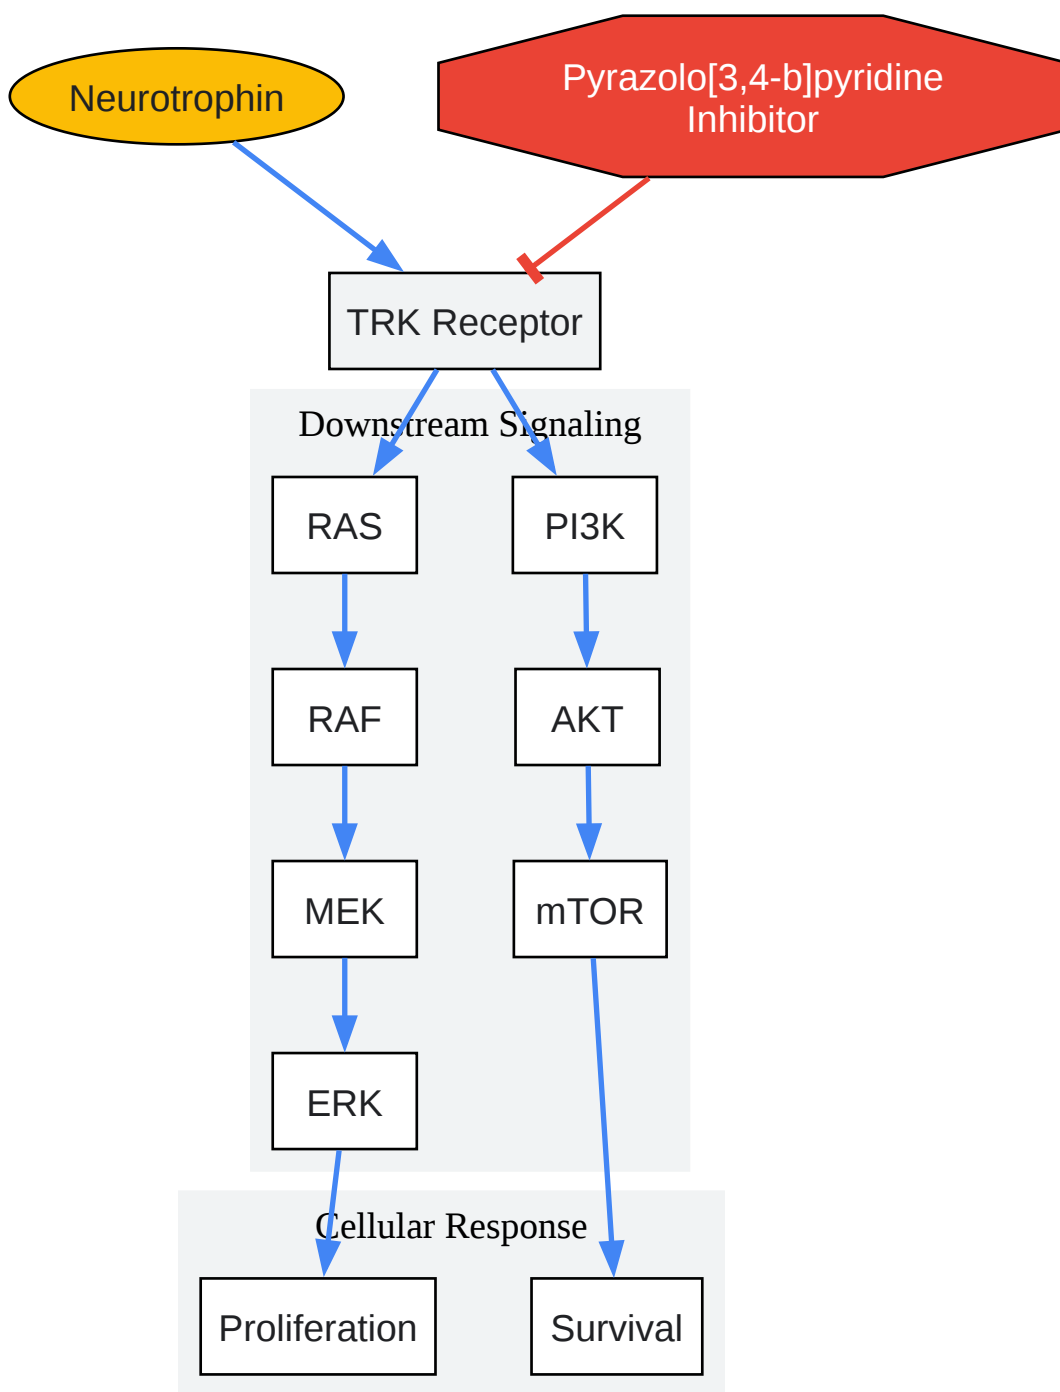 Neurotrophin
Pyrazolo[3,4-b]pyridine
Inhibitor
TRK Receptor
Downstream Signaling
RAS
PI3K
RAF
AKT
MEK
mTOR
ERK
Cellular Response
Proliferation
Survival